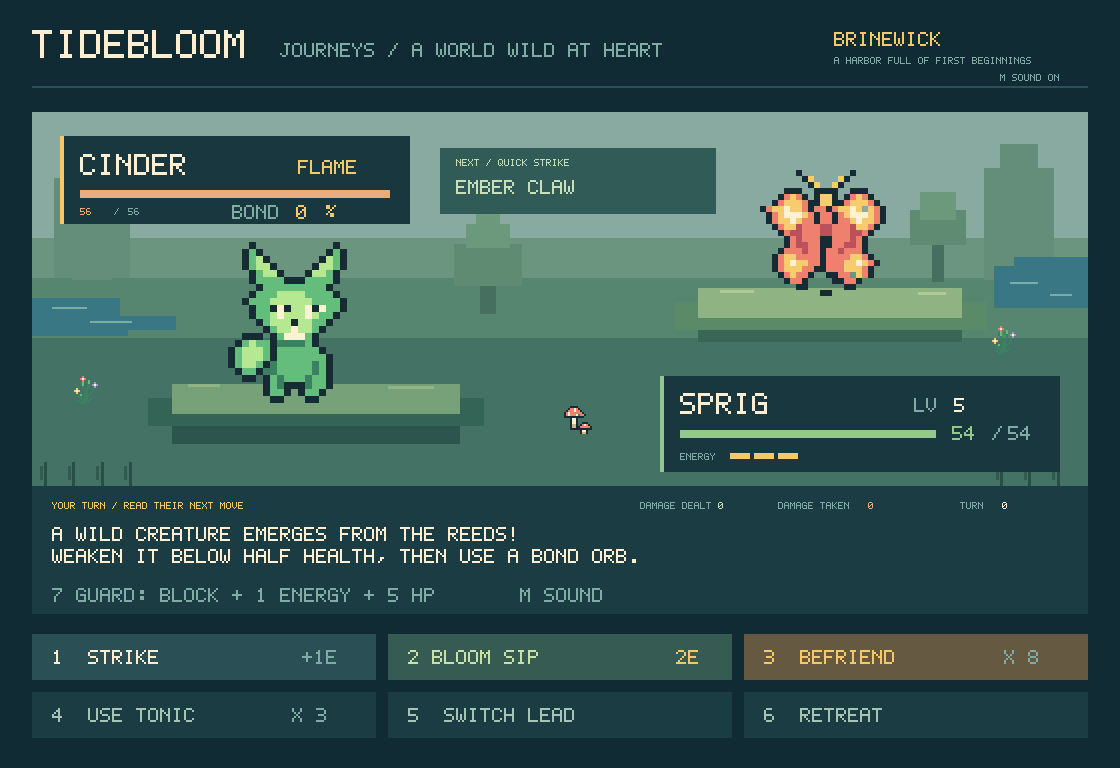 TIDEBLOOM JOURNEYS / A WORLD WILD AT HEART
BRINEWICK
A HARBOR FULL OF FIRST BEGINNINGS
M SOUND ON
CINDER FLAME
56 / 56 BOND 0 %
NEXT / QUICK STRIKE
EMBER CLAW
SPRIG LV 5
54 / 54
ENERGY
YOUR TURN / READ THEIR NEXT MOVE DAMAGE DEALT 0 DAMAGE TAKEN 0 TURN 0
A WILD CREATURE EMERGES FROM THE REEDS!
WEAKEN IT BELOW HALF HEALTH, THEN USE A BOND ORB.
7 GUARD: BLOCK + 1 ENERGY + 5 HP M SOUND
1 STRIKE +1E
2 BLOOM SIP 2E
3 BEFRIEND X 8
4 USE TONIC X 3
5 SWITCH LEAD
6 RETREAT